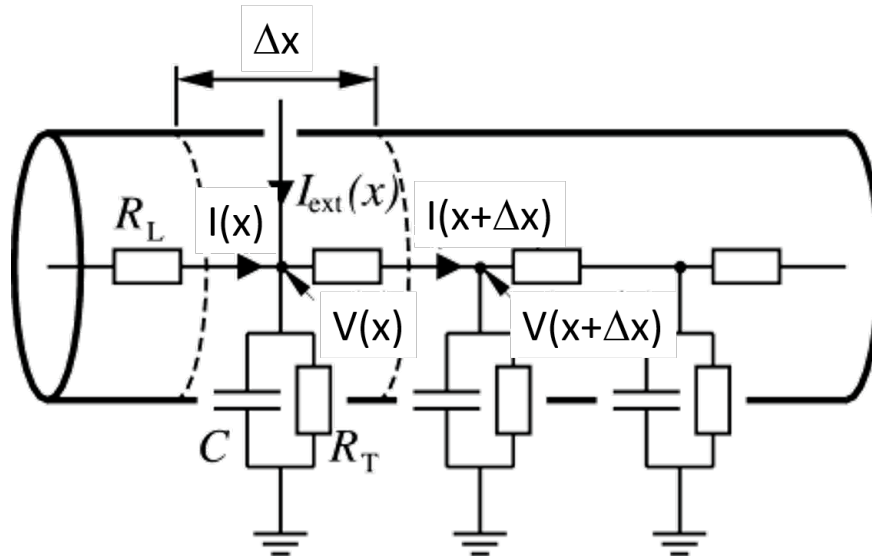 Δx
I_ext(x)
R_L
I(x)
I(x+Δx)
V(x)
V(x+Δx)
C
R_T